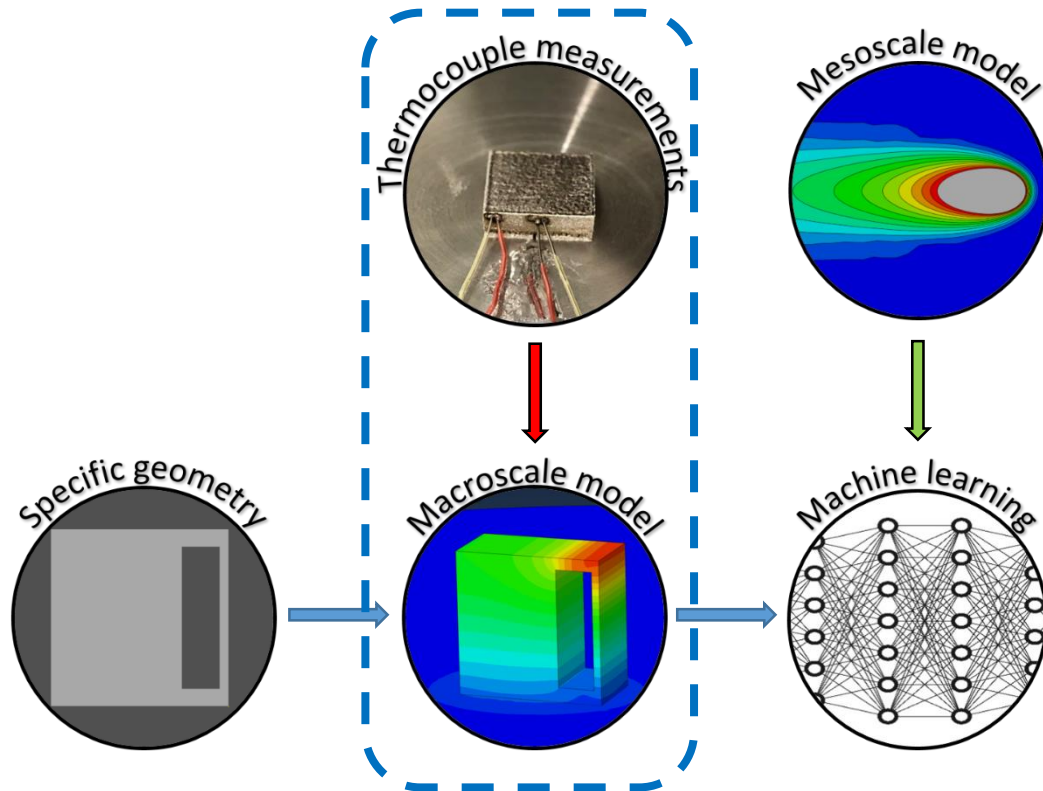 Thermocouple measurements
Mesoscale model
Specific geometry
Macroscale model
Machine learning